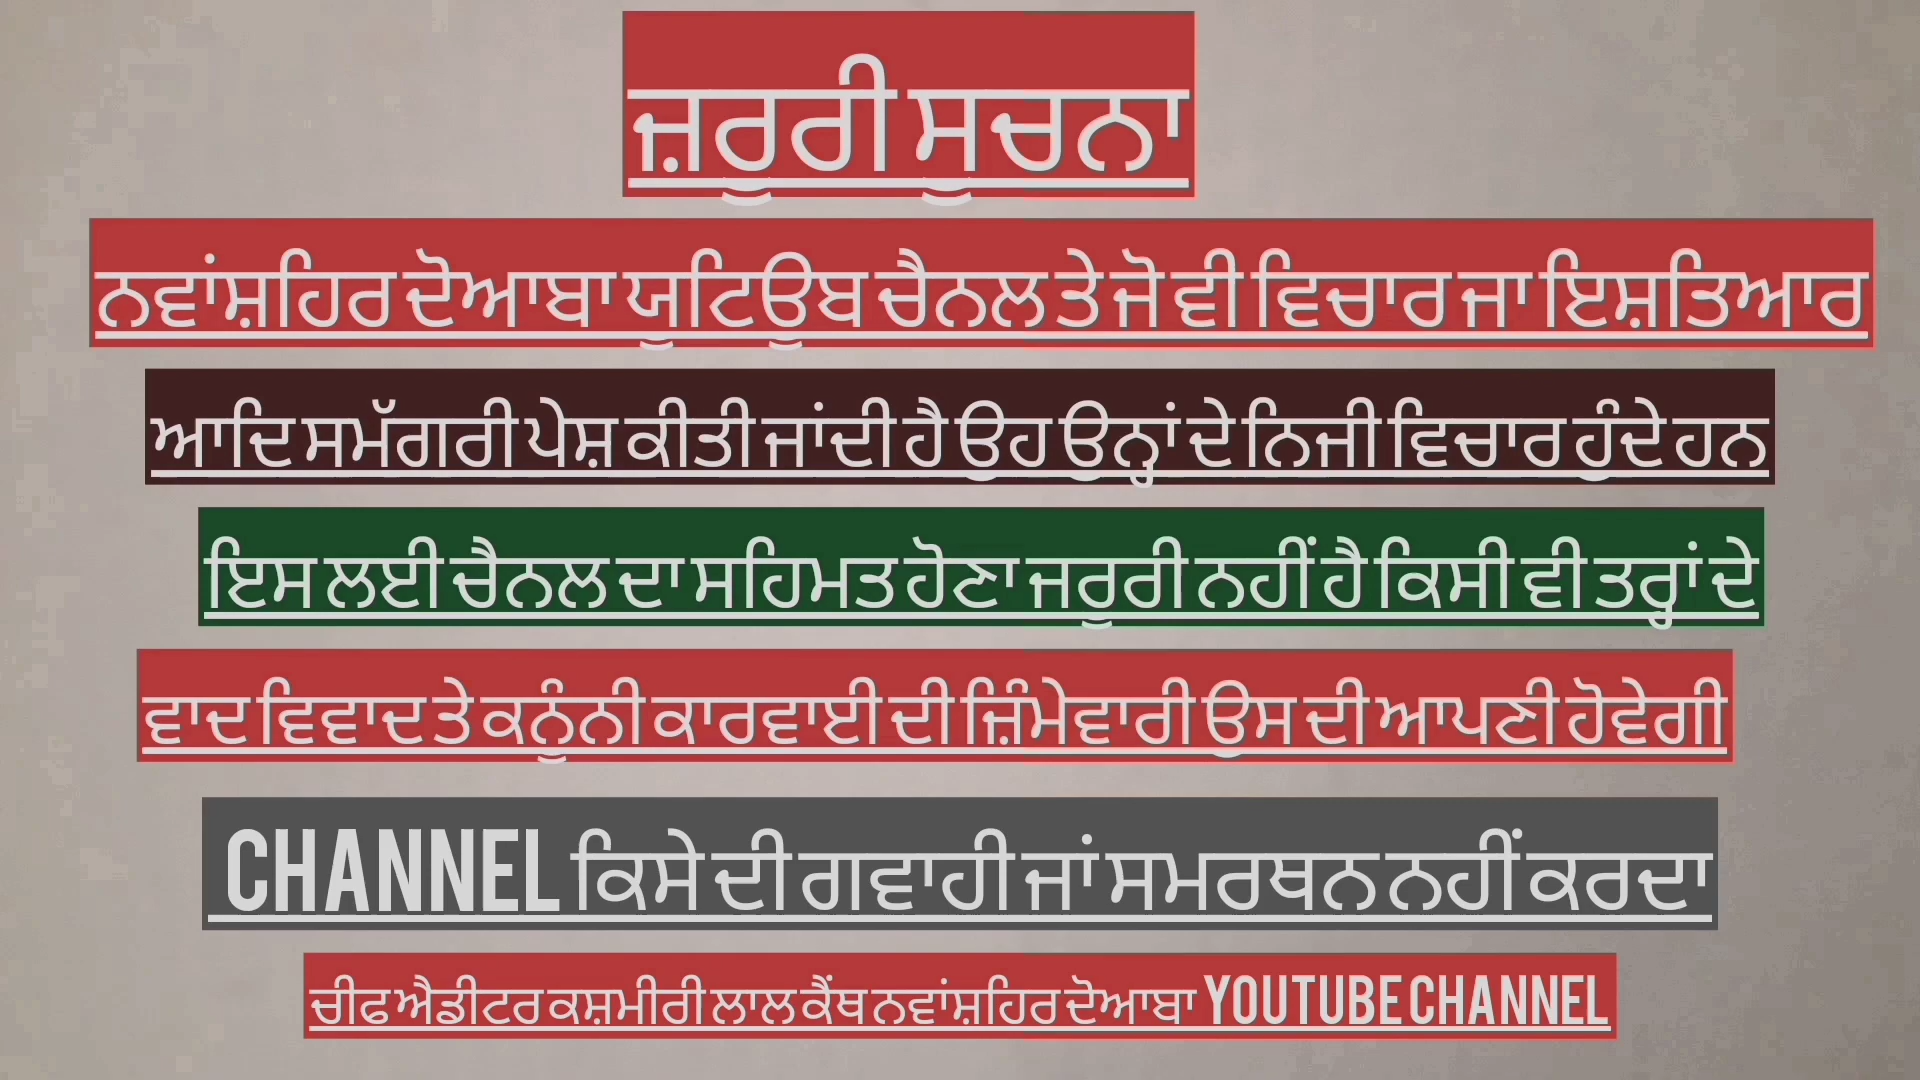 ਜ਼ਰੁਰੀ ਸੁਚਨਾ
ਨਵਾਂਸ਼ਹਿਰ ਦੋਆਬਾ ਯੁਟਿਊਬ ਚੈਨਲ ਤੇ ਜੋ ਵੀ ਵਿਚਾਰ ਜਾ ਇਸ਼ਤਿਆਰ
ਆਦਿ ਸਮੱਗਰੀ ਪੇਸ਼ ਕੀਤੀ ਜਾਂਦੀ ਹੈ ਉਹ ਉਨ੍ਹਾਂ ਦੇ ਨਿਜੀ ਵਿਚਾਰ ਹੁੰਦੇ ਹਨ
ਇਸ ਲਈ ਚੈਨਲ ਦਾ ਸਹਿਮਤ ਹੋਣਾ ਜਰੂਰੀ ਨਹੀਂ ਹੈ ਕਿਸੀ ਵੀ ਤਰ੍ਹਾਂ ਦੇ
ਵਾਦ ਵਿਵਾਦ ਤੇ ਕਨੂੰਨੀ ਕਾਰਵਾਈ ਦੀ ਜ਼ਿੰਮੇਵਾਰੀ ਉਸ ਦੀ ਆਪਣੀ ਹੋਵੇਗੀ
CHANNEL ਕਿਸੇ ਦੀ ਗਵਾਹੀ ਜਾਂ ਸਮਰਥਨ ਨਹੀਂ ਕਰਦਾ
ਚੀਫ ਐਡੀਟਰ ਕਸ਼ਮੀਰੀ ਲਾਲ ਕੈਂਥ ਨਵਾਂਸ਼ਹਿਰ ਦੋਆਬਾ YOUTUBE CHANNEL